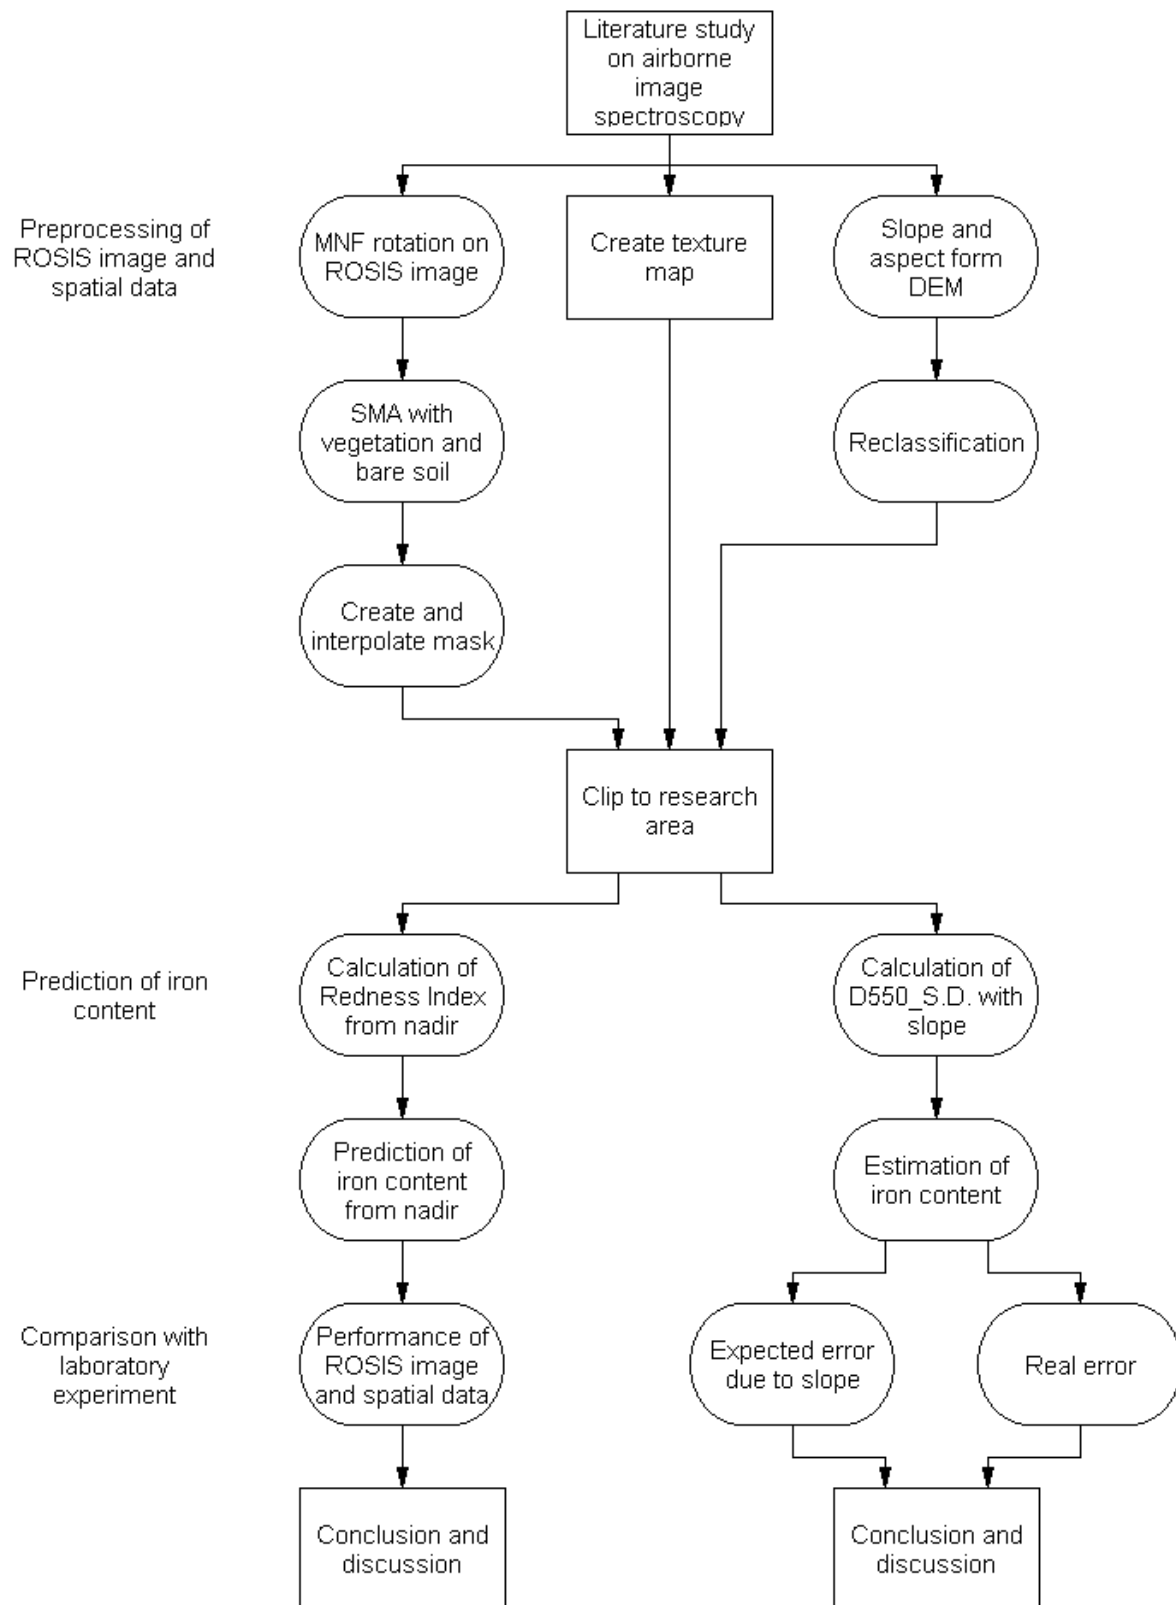 Literature study
on airborne
image
spectroscopy
Preprocessing of
ROSIS image and
spatial data
MNF rotation on
ROSIS image
Create texture
map
Slope and
aspect form
DEM
SMA with
vegetation and
bare soil
Reclassification
Create and
interpolate mask
Clip to research
area
Prediction of iron
content
Calculation of
Redness Index
from nadir
Calculation of
D550_S.D. with
slope
Prediction of
iron content
from nadir
Estimation of
iron content
Comparison with
laboratory
experiment
Performance of
ROSIS image
and spatial data
Expected error
due to slope
Real error
Conclusion and
discussion
Conclusion and
discussion